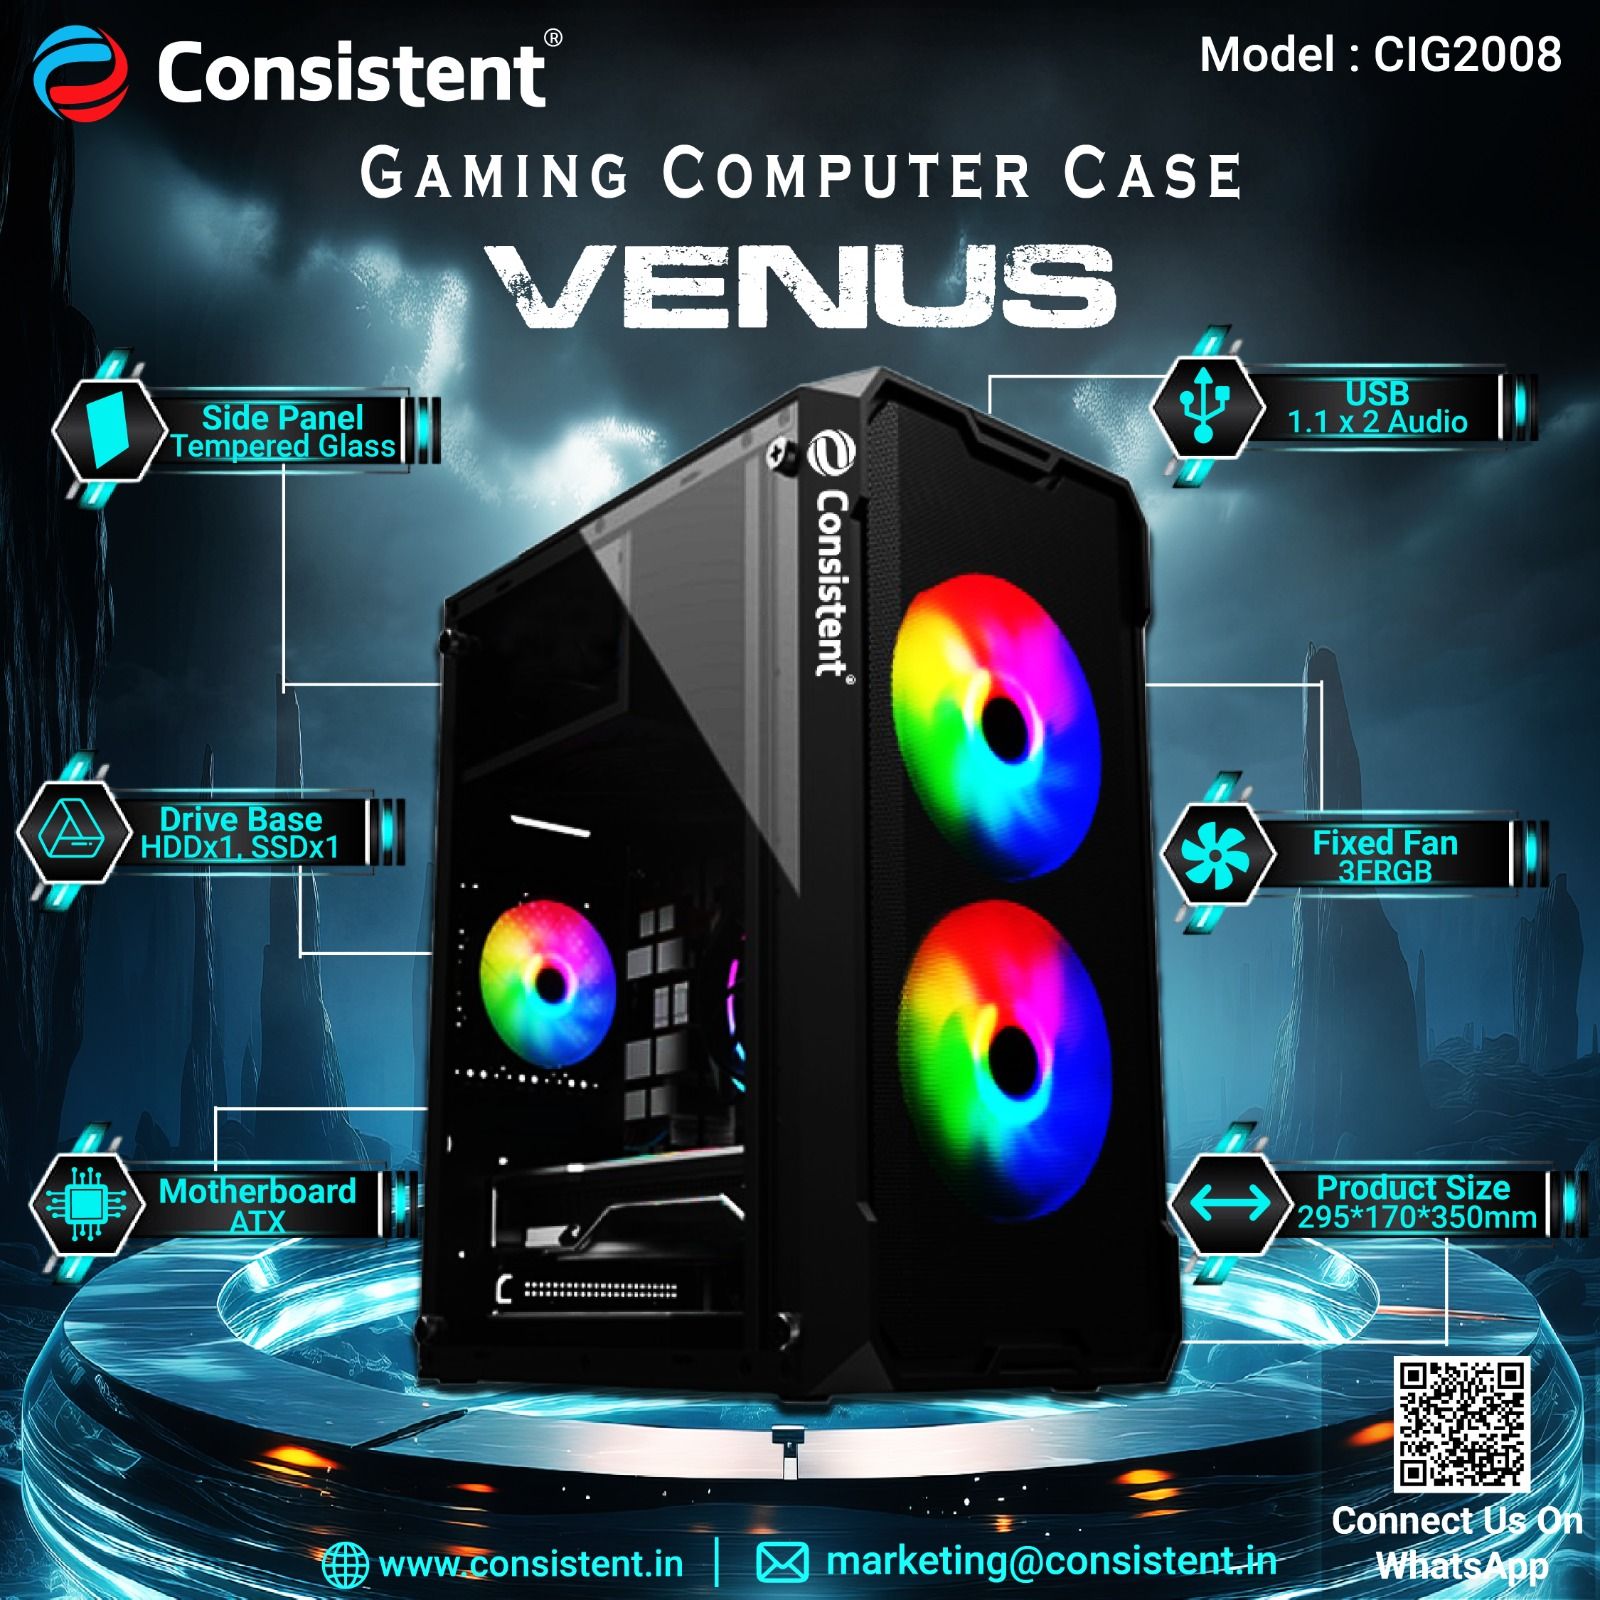 Consistent®
Model : CIG2008
GAMING COMPUTER CASE
VENUS
Side Panel
Tempered Glass
USB
1.1 x 2 Audio
Consistent®
Drive Base
HDDx1, SSDx1
Fixed Fan
3FRGB
Motherboard
ATX
Product Size
295*170*350mm
Connect Us On
WhatsApp
www.consistent.in
marketing@consistent.in